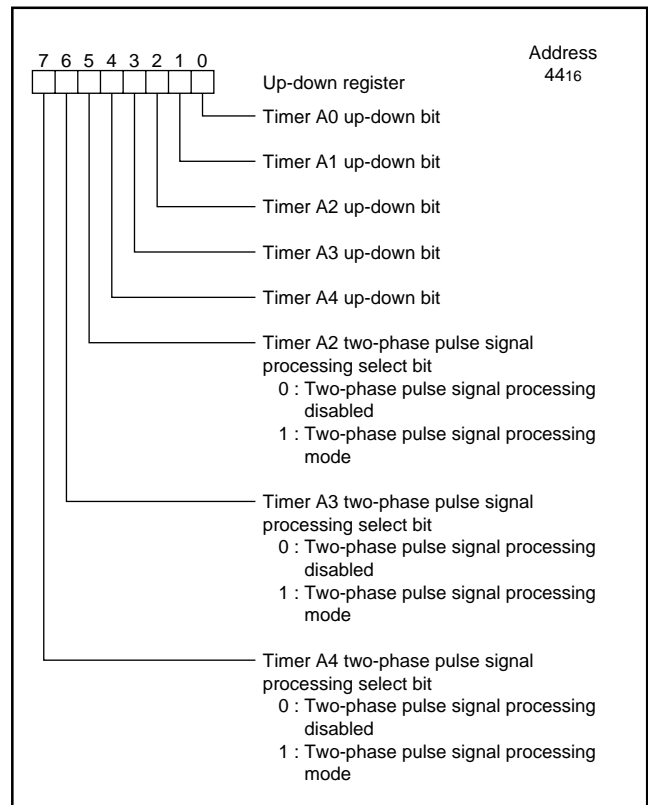 Address
44₁₆
7 6 5 4 3 2 1 0
Up-down register
Timer A0 up-down bit
Timer A1 up-down bit
Timer A2 up-down bit
Timer A3 up-down bit
Timer A4 up-down bit
Timer A2 two-phase pulse signal
processing select bit
0 : Two-phase pulse signal processing
disabled
1 : Two-phase pulse signal processing
mode
Timer A3 two-phase pulse signal
processing select bit
0 : Two-phase pulse signal processing
disabled
1 : Two-phase pulse signal processing
mode
Timer A4 two-phase pulse signal
processing select bit
0 : Two-phase pulse signal processing
disabled
1 : Two-phase pulse signal processing
mode